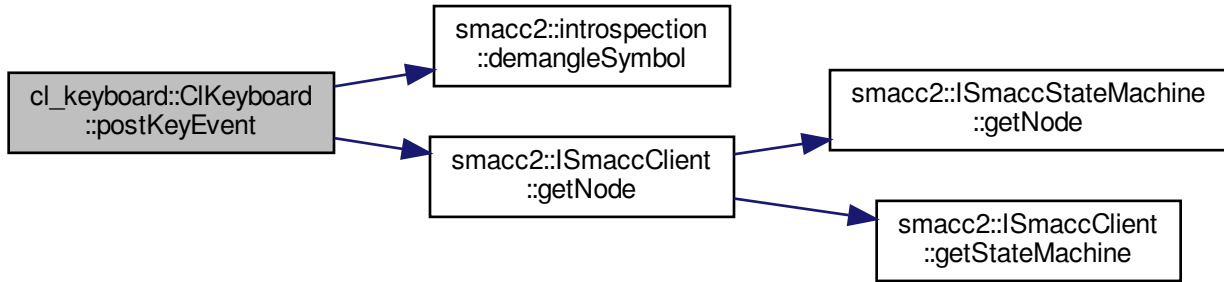 cl_keyboard::ClKeyboard
::postKeyEvent
smacc2::introspection
::demangleSymbol
smacc2::ISmaccClient
::getNode
smacc2::ISmaccStateMachine
::getNode
smacc2::ISmaccClient
::getStateMachine